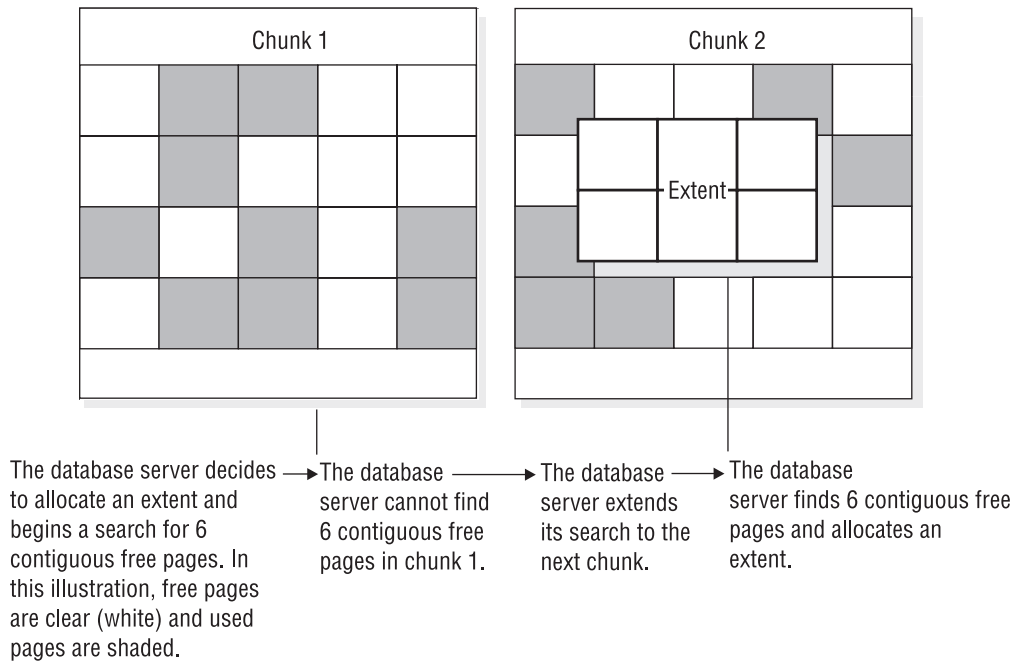 Chunk 1
Chunk 2
Extent
The database server decides
to allocate an extent and
begins a search for 6
contiguous free pages. In
this illustration, free pages
are clear (white) and used
pages are shaded.
The database
server cannot find
6 contiguous free
pages in chunk 1.
The database
server extends
its search to the
next chunk.
The database
server finds 6 contiguous free
pages and allocates an
extent.